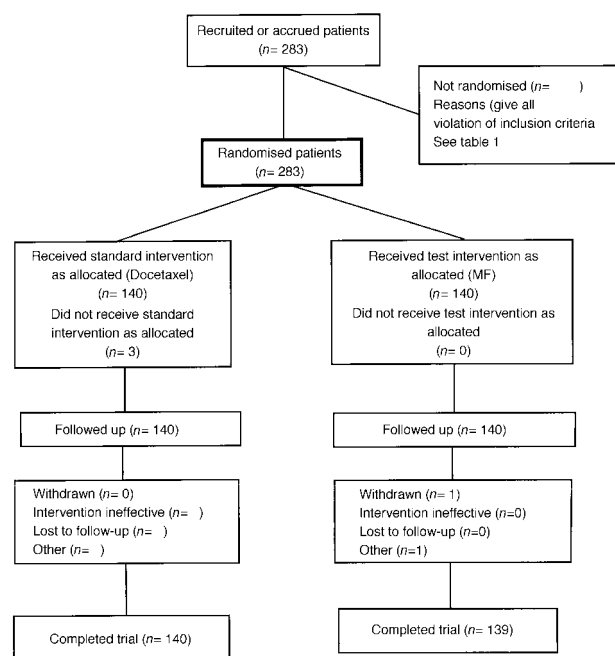 Recruited or accrued patients
(n= 283)
Not randomised (n=      )
Reasons (give all
violation of inclusion criteria
See table 1
Randomised patients
(n= 283)
Received standard intervention
as allocated (Docetaxel)
(n= 140)
Did not receive standard
intervention as allocated
(n= 3)
Received test intervention as
allocated (MF)
(n= 140)
Did not receive test intervention as
allocated
(n= 0)
Followed up (n= 140)
Followed up (n= 140)
Withdrawn (n= 0)
Intervention ineffective (n=   )
Lost to follow-up (n=   )
Other (n=   )
Withdrawn (n= 1)
Intervention ineffective (n=0)
Lost to follow-up (n=0)
Other (n=1)
Completed trial (n= 140)
Completed trial (n= 139)